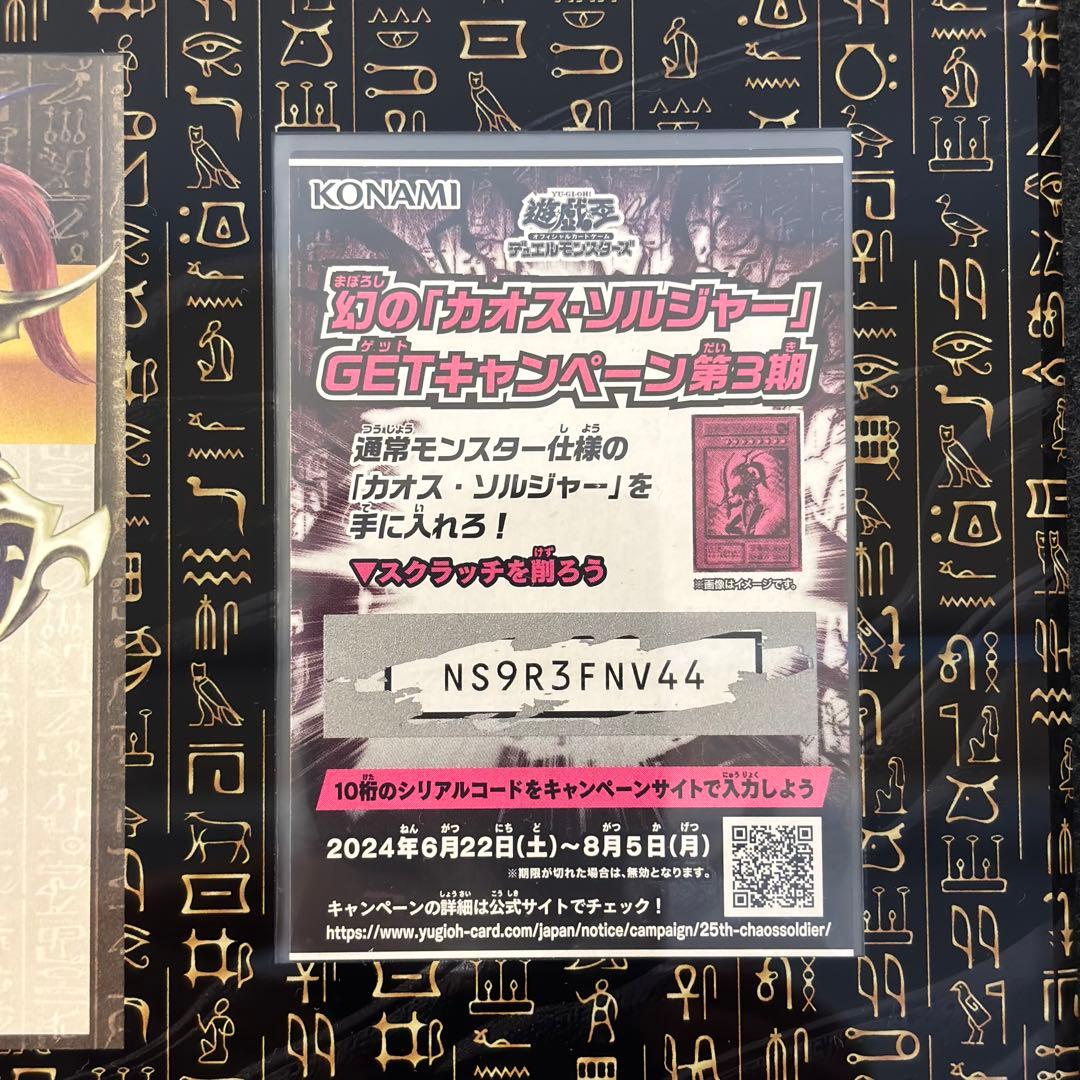 KONAMI
YU-GI-OH!
遊戯王
オフィシャルカードゲーム
デュエルモンスターズ
まぼろし
幻の「カオス・ソルジャー」
ゲット だい き
GETキャンペーン第3期
つうじょう し よう
通常モンスター仕様の
「カオス・ソルジャー」を
て い
手に入れろ!
けず
▼スクラッチを削ろう
※画像はイメージです。
NS9R3FNV44
けた にゅうりょく
10桁のシリアルコードをキャンペーンサイトで入力しよう
ねん がつ にち ど がつ か げつ
2024年6月22日(土)～8月5日(月)
※期限が切れた場合は、無効となります。
しょうさい こうしき
キャンペーンの詳細は公式サイトでチェック!
https://www.yugioh-card.com/japan/notice/campaign/25th-chaossoldier/